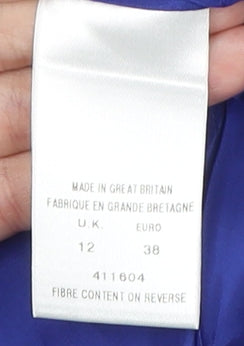 MADE IN GREAT BRITAIN
FABRIQUE EN GRANDE BRETAGNE
U.K. EURO
12 38
411604
FIBRE CONTENT ON REVERSE